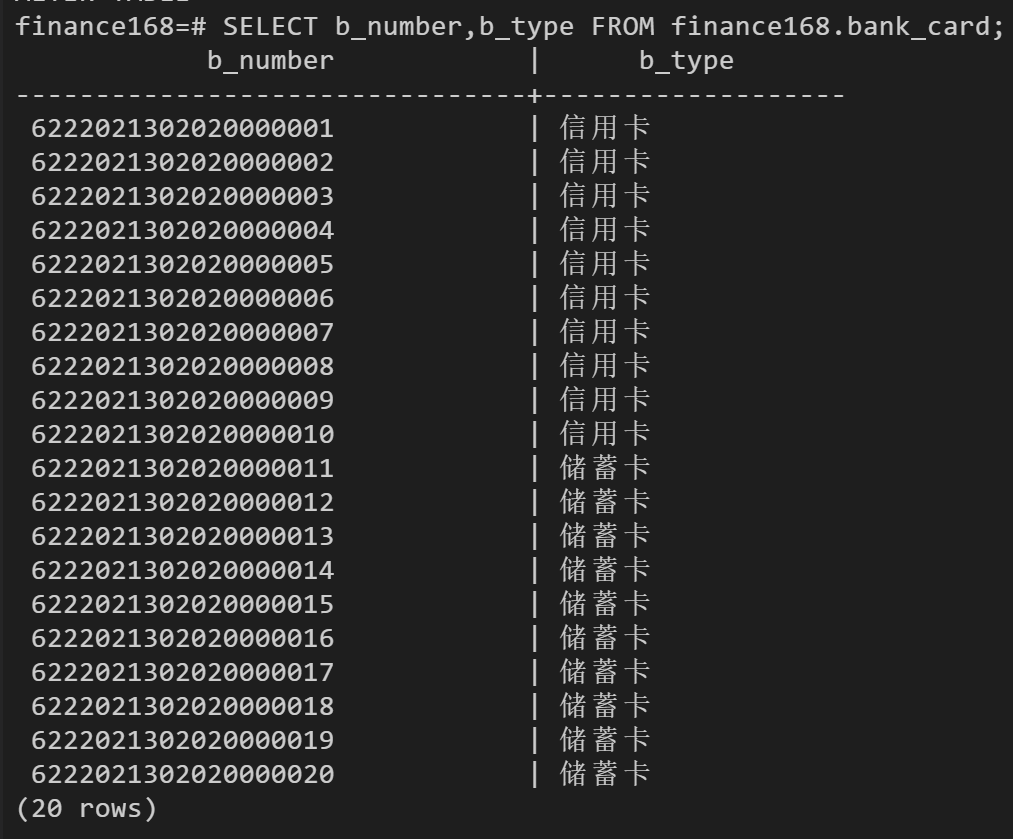 finance168=# SELECT b_number,b_type FROM finance168.bank_card;
b_number | b_type
--------------------------------+-------------------
6222021302020000001 | 信用卡
6222021302020000002 | 信用卡
6222021302020000003 | 信用卡
6222021302020000004 | 信用卡
6222021302020000005 | 信用卡
6222021302020000006 | 信用卡
6222021302020000007 | 信用卡
6222021302020000008 | 信用卡
6222021302020000009 | 信用卡
6222021302020000010 | 信用卡
6222021302020000011 | 储蓄卡
6222021302020000012 | 储蓄卡
6222021302020000013 | 储蓄卡
6222021302020000014 | 储蓄卡
6222021302020000015 | 储蓄卡
6222021302020000016 | 储蓄卡
6222021302020000017 | 储蓄卡
6222021302020000018 | 储蓄卡
6222021302020000019 | 储蓄卡
6222021302020000020 | 储蓄卡
(20 rows)